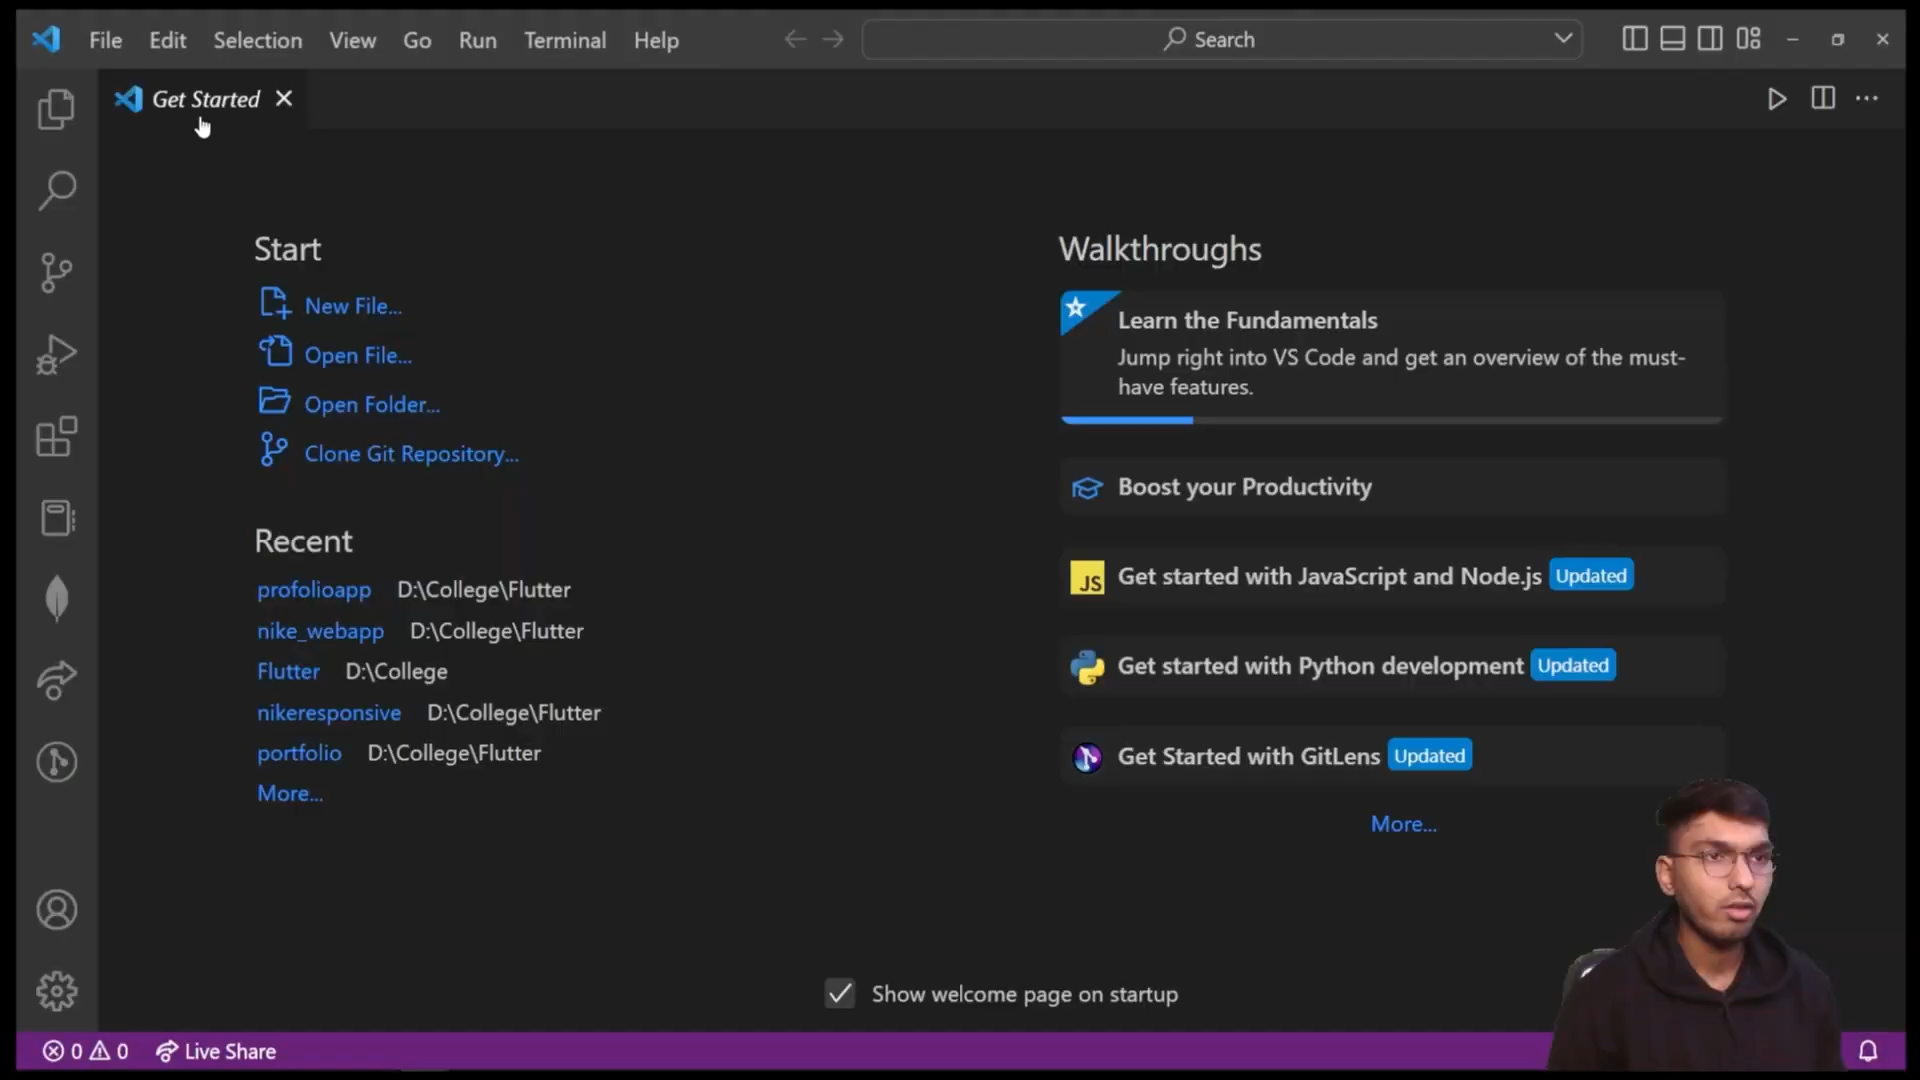 File Edit Selection View Go Run Terminal Help Search
Get Started
Start
New File...
Open File...
Open Folder...
Clone Git Repository...
Recent
profolioapp D:\College\Flutter
nike_webapp D:\College\Flutter
Flutter D:\College
nikeresponsive D:\College\Flutter
portfolio D:\College\Flutter
More...
Walkthroughs
Learn the Fundamentals
Jump right into VS Code and get an overview of the must-
have features.
Boost your Productivity
JS Get started with JavaScript and Node.js Updated
Get started with Python development Updated
Get Started with GitLens Updated
More...
Show welcome page on startup
0 0 Live Share